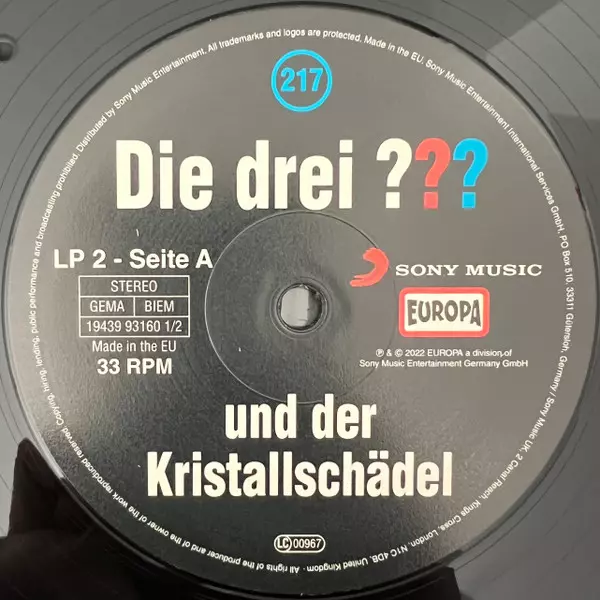 217
Die drei ???
LP 2 - Seite A
STEREO
GEMA BIEM
19439 93160 1/2
Made in the EU
33 RPM
SONY MUSIC
EUROPA
℗ & © 2022 EUROPA a division of
Sony Music Entertainment Germany GmbH
und der
Kristallschädel
LC 00967
All rights of the producer and of the owner of the work reproduced reserved. Copying, hiring, lending, public performance and broadcasting prohibited. Distributed by Sony Music Entertainment. All trademarks and logos are protected. Made in the EU. Sony Music Entertainment International Services GmbH, PO Box 510, 33311 Gütersloh, Germany / Sony Music UK, 2 Canal Reach, Kings Cross, London, N1C 4DB, United Kingdom